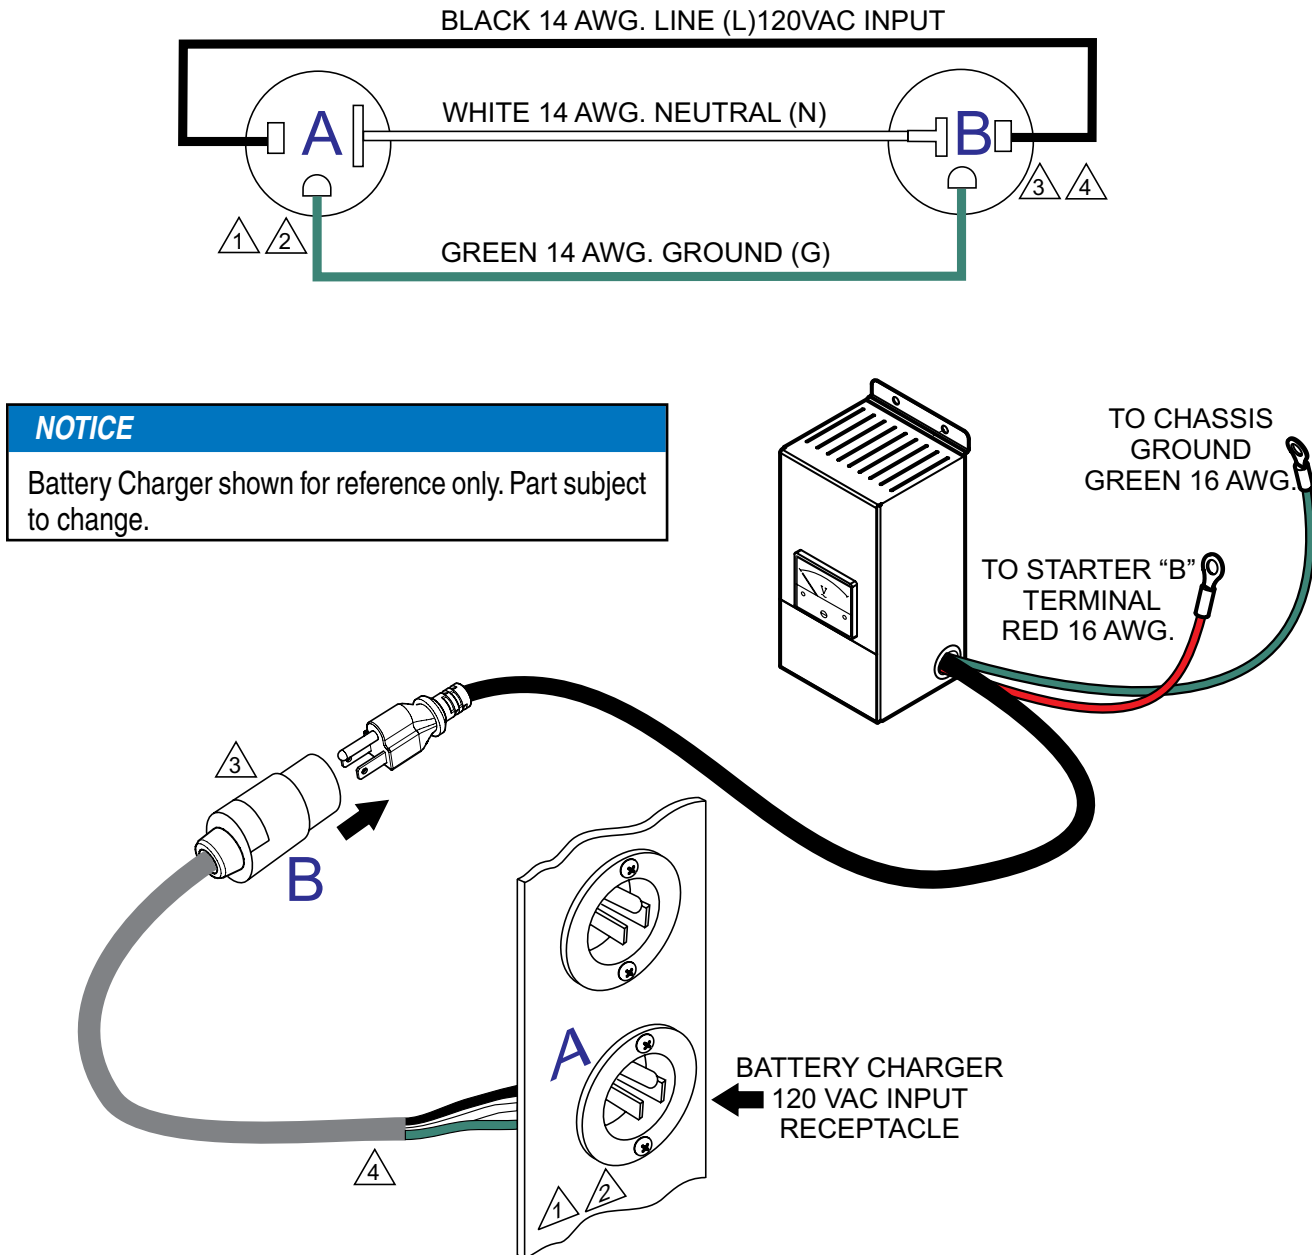 BLACK 14 AWG. LINE (L)120VAC INPUT
WHITE 14 AWG. NEUTRAL (N)
A
B
1
2
3
4
GREEN 14 AWG. GROUND (G)
NOTICE
Battery Charger shown for reference only. Part subject
to change.
TO CHASSIS
GROUND
GREEN 16 AWG.
TO STARTER “B”
TERMINAL
RED 16 AWG.
V
3
B
A
BATTERY CHARGER
120 VAC INPUT
RECEPTACLE
4
1
2